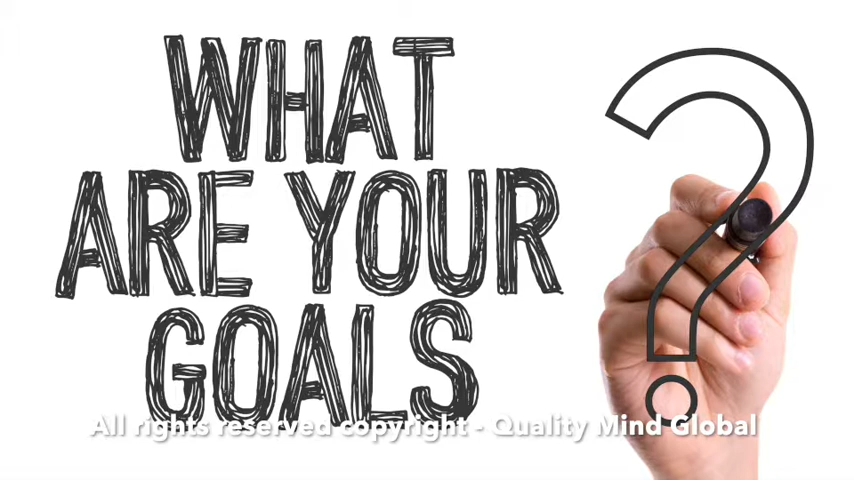 WHAT
ARE YOUR
GOALS
?
All rights reserved copyright - Quality Mind Global